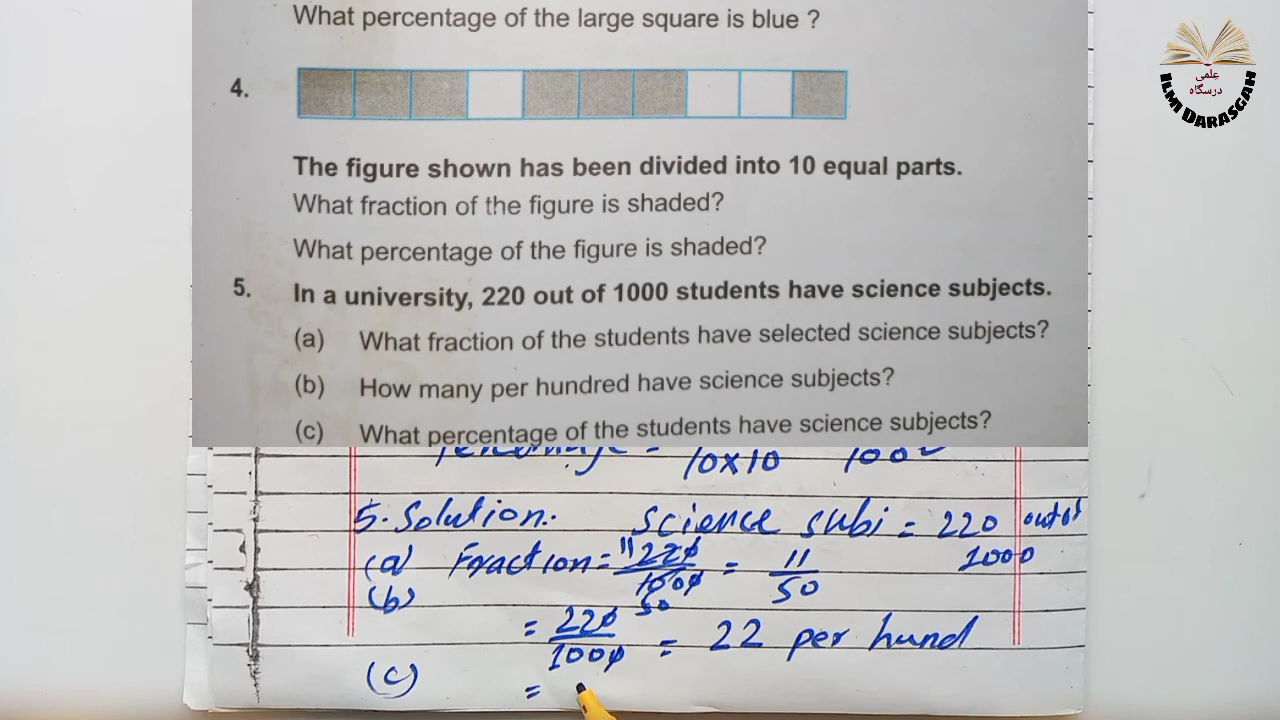 What percentage of the large square is blue ?
4.
The figure shown has been divided into 10 equal parts.
What fraction of the figure is shaded?
What percentage of the figure is shaded?
5. In a university, 220 out of 1000 students have science subjects.
(a) What fraction of the students have selected science subjects?
(b) How many per hundred have science subjects?
(c) What percentage of the students have science subjects?
10x10 100
5. Solution. Science subj = 220 out of 1000
(a) Fraction = 11 220/1000 50 = 11/50
(b)
= 220/1000 = 22 per hund
(c) =
علمی
درسگاہ
ILMI DARASGAH